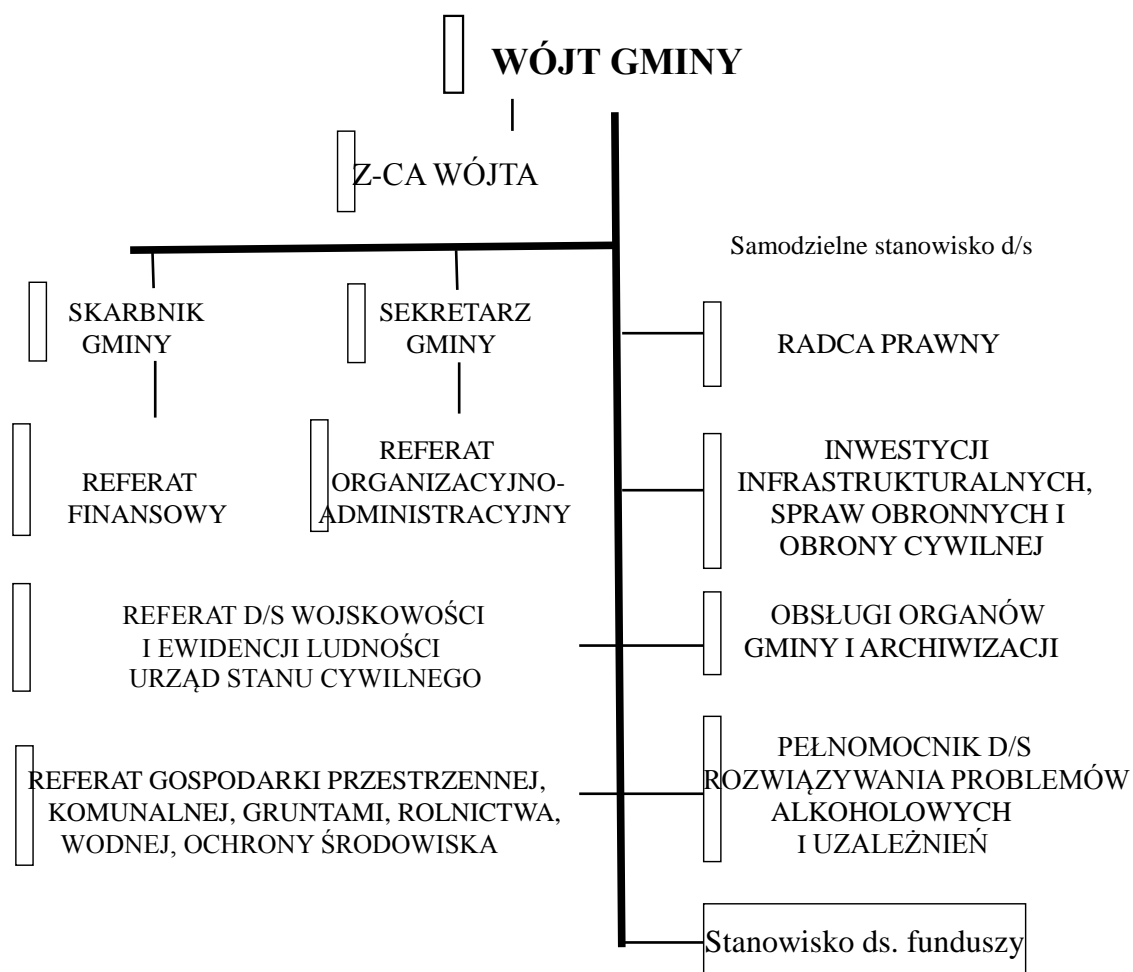 WÓJT GMINY
Z-CA WÓJTA
Samodzielne stanowisko d/s
SKARBNIK
GMINY
SEKRETARZ
GMINY
RADCA PRAWNY
REFERAT
FINANSOWY
REFERAT
ORGANIZACYJNO-
ADMINISTRACYJNY
INWESTYCJI
INFRASTRUKTURALNYCH,
SPRAW OBRONNYCH I
OBRONY CYWILNEJ
REFERAT D/S WOJSKOWOŚCI
I EWIDENCJI LUDNOŚCI
URZĄD STANU CYWILNEGO
OBSŁUGI ORGANÓW
GMINY I ARCHIWIZACJI
REFERAT GOSPODARKI PRZESTRZENNEJ,
KOMUNALNEJ, GRUNTAMI, ROLNICTWA,
WODNEJ, OCHRONY ŚRODOWISKA
PEŁNOMOCNIK D/S
ROZWIĄZYWANIA PROBLEMÓW
ALKOHOLOWYCH
I UZALEŻNIEŃ
Stanowisko ds. funduszy